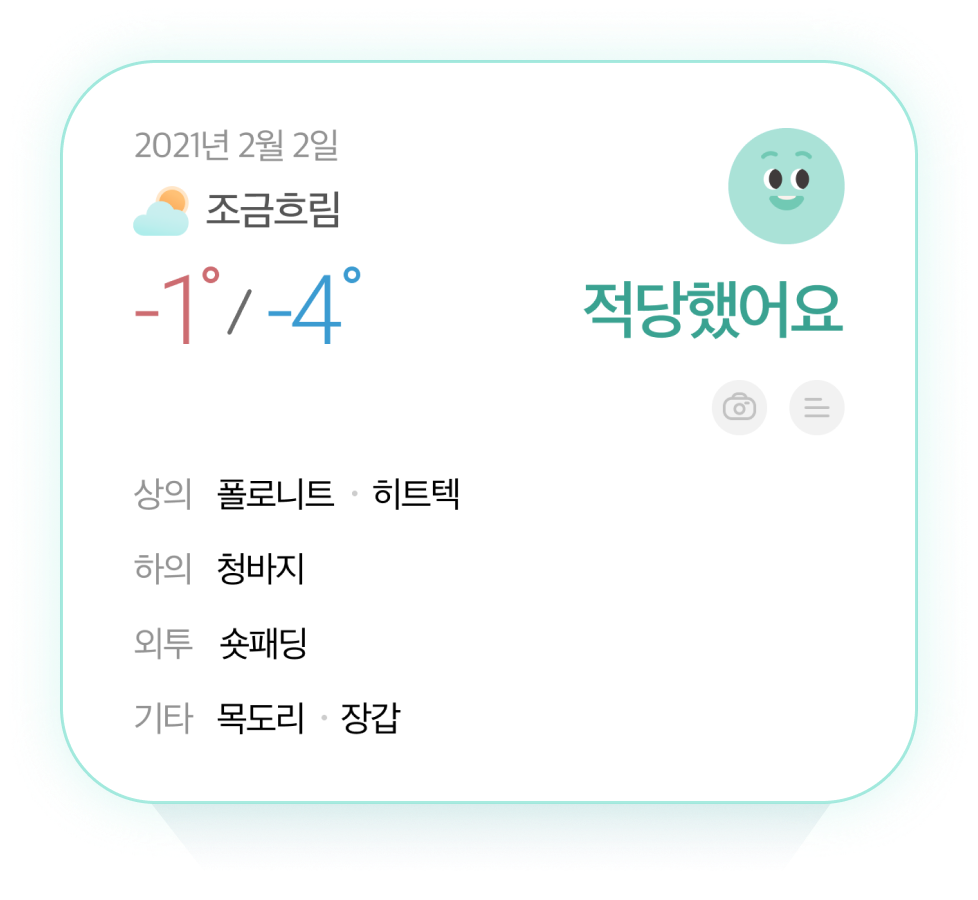 2021년 2월 2일
조금흐림
-1° / -4°
적당했어요
상의 폴로니트 · 히트텍
하의 청바지
외투 숏패딩
기타 목도리 · 장갑